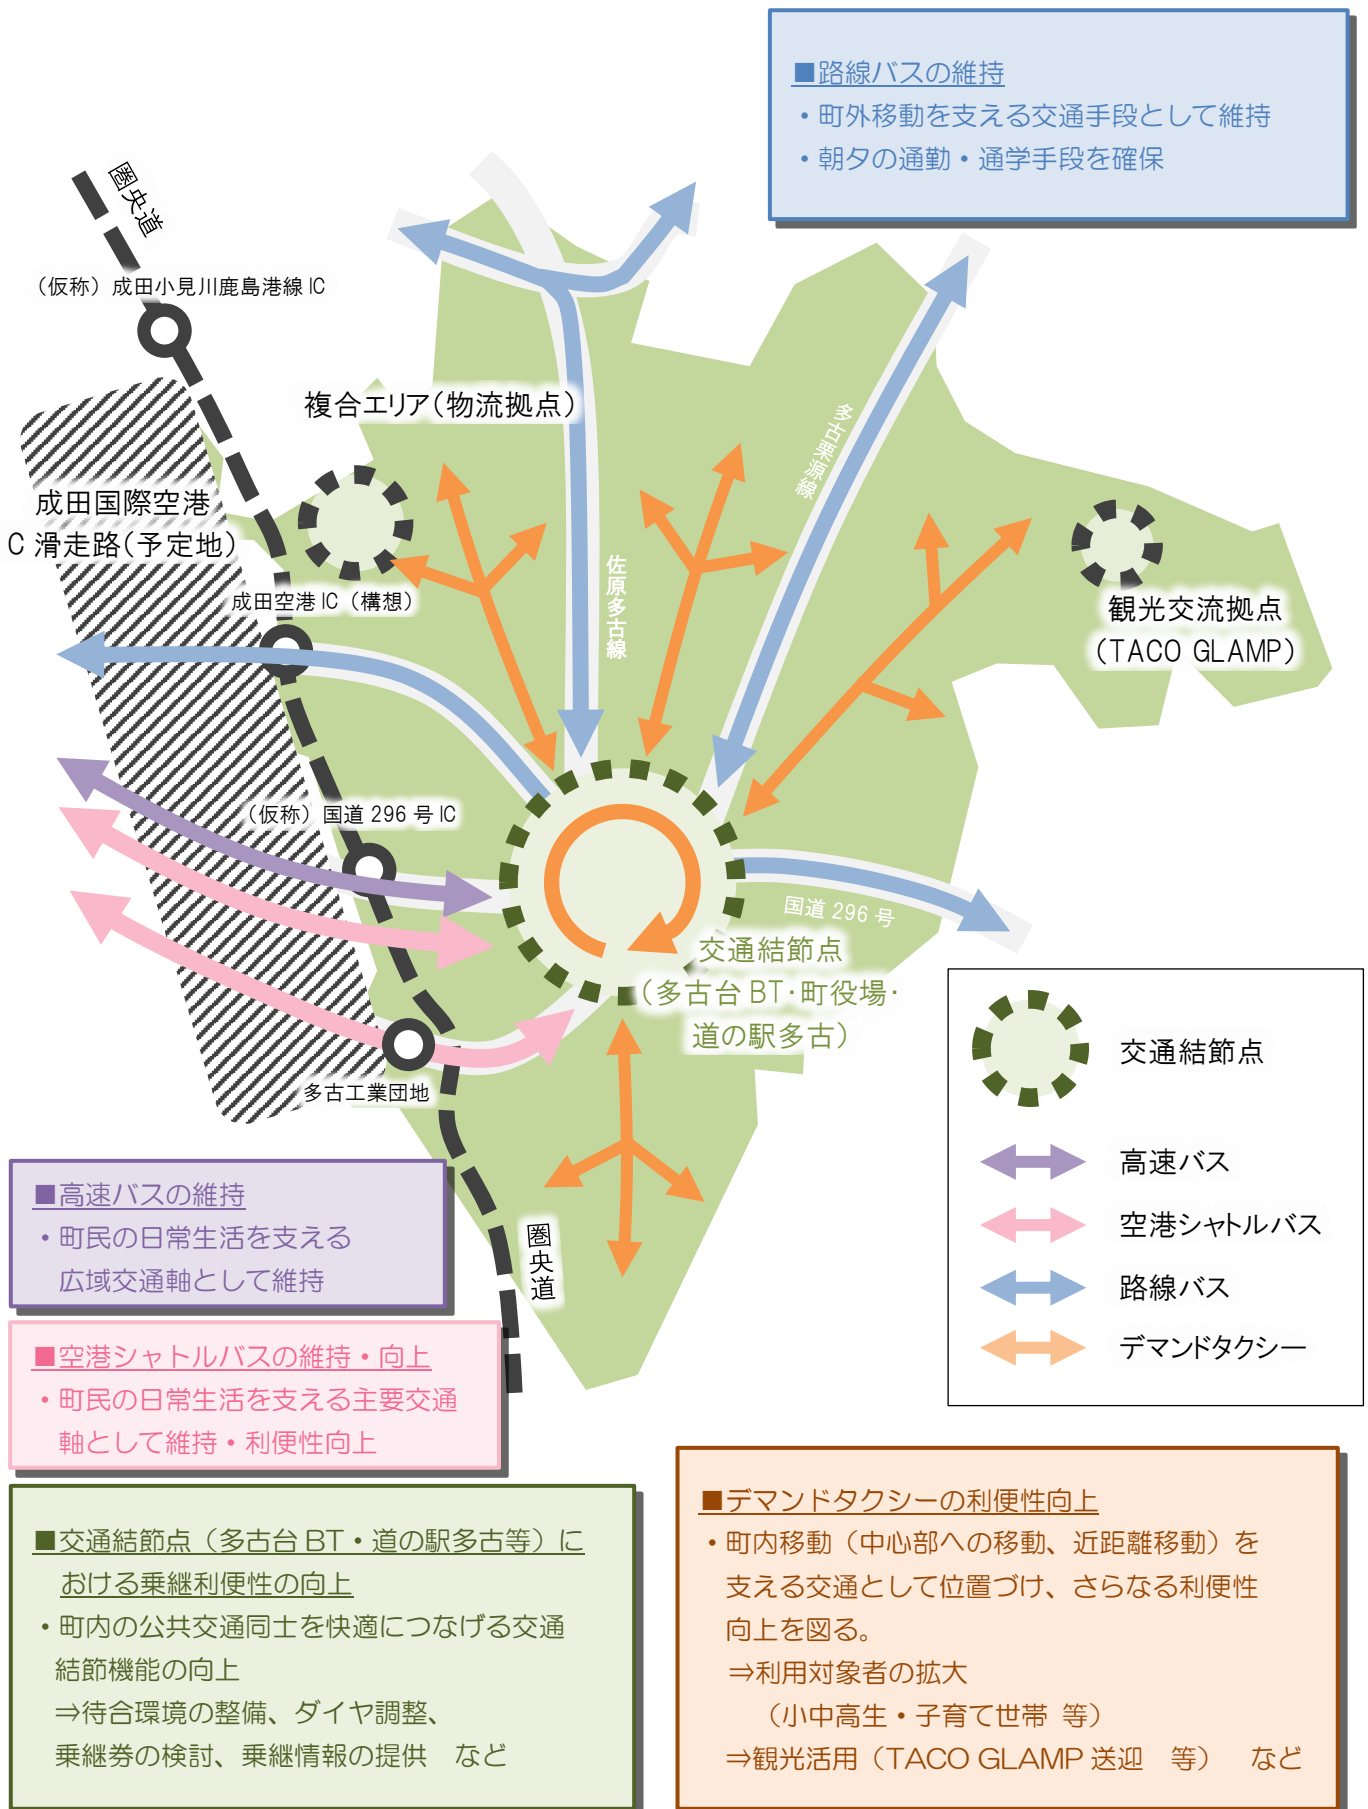 ■路線バスの維持
・町外移動を支える交通手段として維持
・朝夕の通勤・通学手段を確保
圏央道
（仮称）成田小見川鹿島港線 IC
複合エリア（物流拠点）
多古栗源線
成田国際空港
C 滑走路（予定地）
佐原多古線
成田空港 IC（構想）
観光交流拠点
（TACO GLAMP）
（仮称）国道 296 号 IC
国道 296 号
交通結節点
（多古台 BT・町役場・
道の駅多古）
多古工業団地
圏央道
交通結節点
高速バス
空港シャトルバス
路線バス
デマンドタクシー
■高速バスの維持
・町民の日常生活を支える
広域交通軸として維持
■空港シャトルバスの維持・向上
・町民の日常生活を支える主要交通
軸として維持・利便性向上
■交通結節点（多古台 BT・道の駅多古等）に
おける乗継利便性の向上
・町内の公共交通同士を快適につなげる交通
結節機能の向上
⇒待合環境の整備、ダイヤ調整、
乗継券の検討、乗継情報の提供　など
■デマンドタクシーの利便性向上
・町内移動（中心部への移動、近距離移動）を
支える交通として位置づけ、さらなる利便性
向上を図る。
⇒利用対象者の拡大
（小中高生・子育て世帯 等）
⇒観光活用（TACO GLAMP 送迎　等）　など